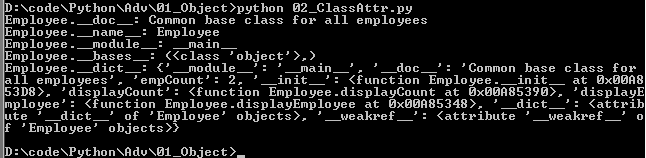 D:\code\Python\Adv\01_Object>python 02_ClassAttr.py
Employee.__doc__: Common base class for all employees
Employee.__name__: Employee
Employee.__module__: __main__
Employee.__bases__: (<class 'object'>,)
Employee.__dict__: {'__module__': '__main__', '__doc__': 'Common base class for
all employees', 'empCount': 2, '__init__': <function Employee.__init__ at 0x00A8
53D8>, 'displayCount': <function Employee.displayCount at 0x00A85390>, 'displayE
mployee': <function Employee.displayEmployee at 0x00A85348>, '__dict__': <attrib
ute '__dict__' of 'Employee' objects>, '__weakref__': <attribute '__weakref__' o
f 'Employee' objects>}
D:\code\Python\Adv\01_Object>